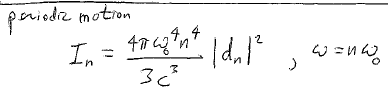 periodic motion
I_n = \frac{4\pi\omega_0^4 n^4}{3c^3} |d_n|^2 , \omega = n\omega_0